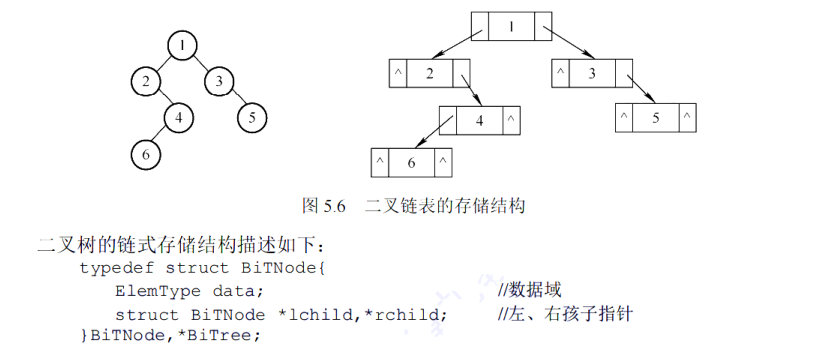 1
1
2
3
^ 2
^ 3
4
5
4 ^
^ 5 ^
6
^ 6 ^
图 5.6 二叉链表的存储结构
二叉树的链式存储结构描述如下：
typedef struct BiTNode{
ElemType data; //数据域
struct BiTNode *lchild,*rchild; //左、右孩子指针
}BiTNode,*BiTree;